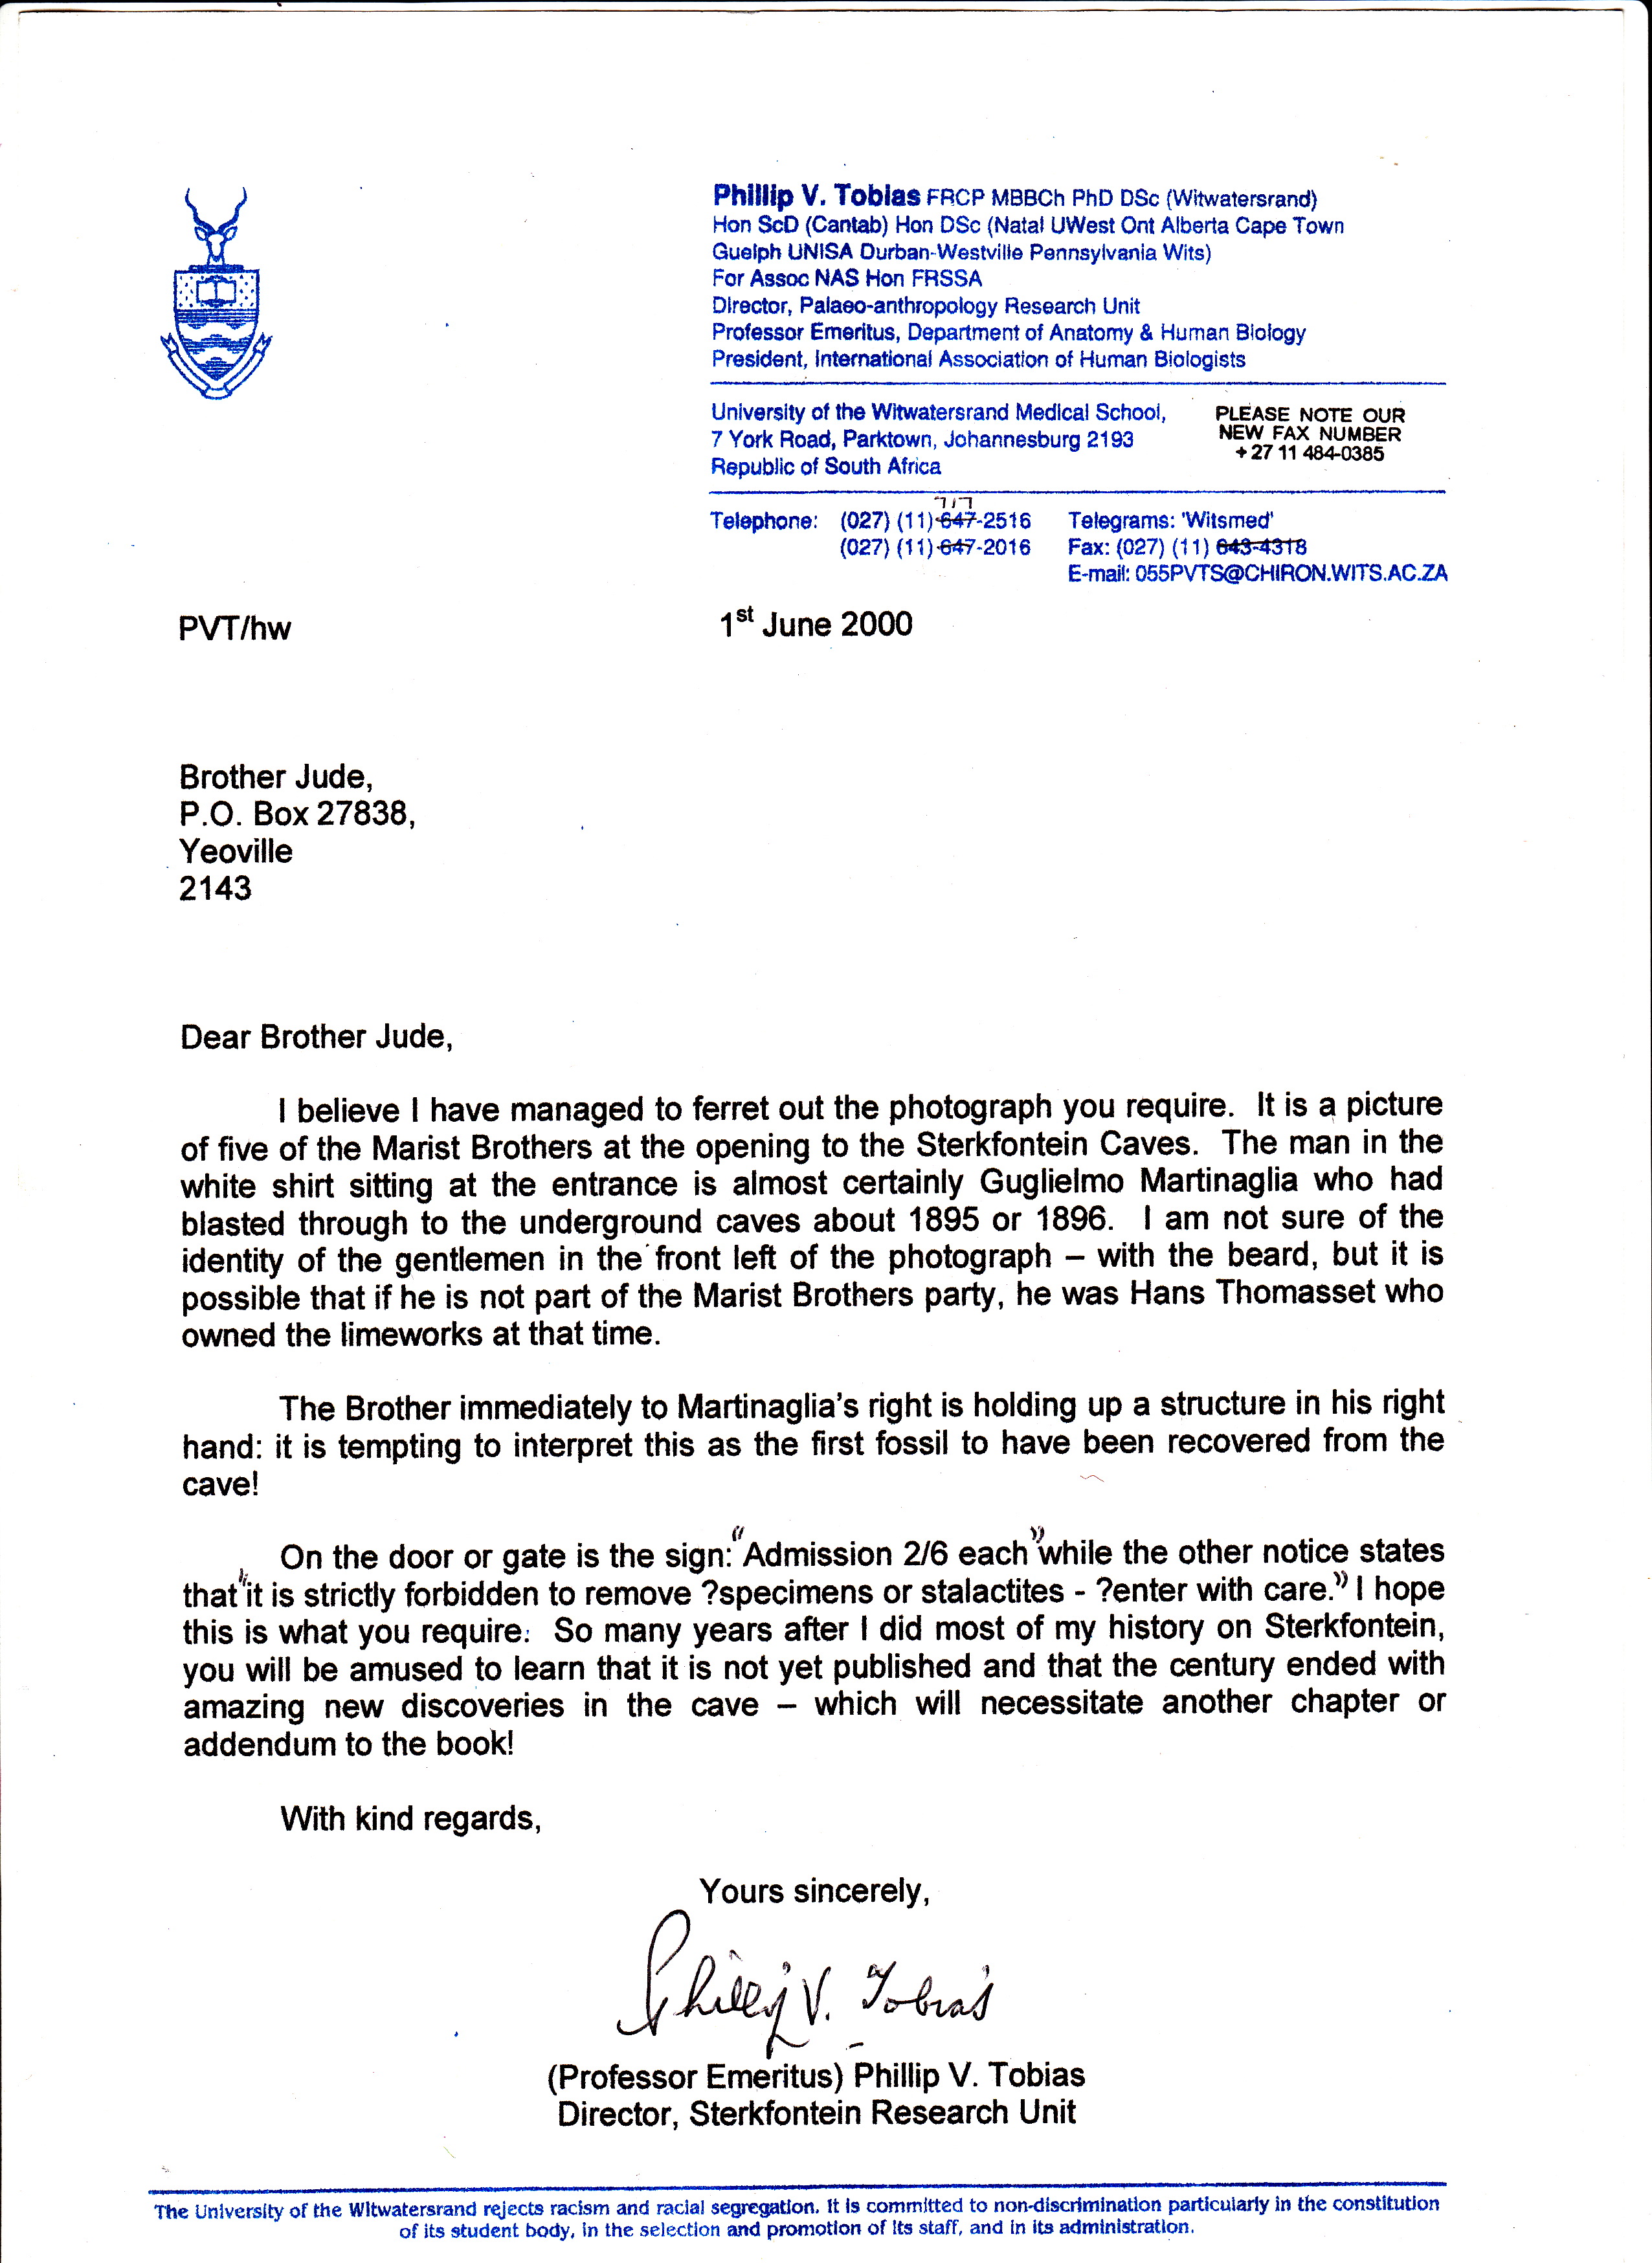 Phillip V. Tobias FRCP MBBCh PhD DSc (Witwatersrand)
Hon ScD (Cantab) Hon DSc (Natal UWest Ont Alberta Cape Town
Guelph UNISA Durban-Westville Pennsylvania Wits)
For Assoc NAS Hon FRSSA
Director, Palaeo-anthropology Research Unit
Professor Emeritus, Department of Anatomy & Human Biology
President, International Association of Human Biologists
University of the Witwatersrand Medical School,
7 York Road, Parktown, Johannesburg 2193
Republic of South Africa
PLEASE NOTE OUR
NEW FAX NUMBER
+27 11 484-0385
717
Telephone: (027) (11) 647-2516 Telegrams: 'Witsmed'
(027) (11) 647-2016 Fax: (027) (11) 643-4318
E-mail: 055PVTS@CHIRON.WITS.AC.ZA
PVT/hw 1st June 2000
Brother Jude,
P.O. Box 27838,
Yeoville
2143
Dear Brother Jude,
I believe I have managed to ferret out the photograph you require. It is a picture
of five of the Marist Brothers at the opening to the Sterkfontein Caves. The man in the
white shirt sitting at the entrance is almost certainly Guglielmo Martinaglia who had
blasted through to the underground caves about 1895 or 1896. I am not sure of the
identity of the gentlemen in the front left of the photograph – with the beard, but it is
possible that if he is not part of the Marist Brothers party, he was Hans Thomasset who
owned the limeworks at that time.
The Brother immediately to Martinaglia's right is holding up a structure in his right
hand: it is tempting to interpret this as the first fossil to have been recovered from the
cave!
On the door or gate is the sign: "Admission 2/6 each" while the other notice states
that "it is strictly forbidden to remove ?specimens or stalactites - ?enter with care." I hope
this is what you require. So many years after I did most of my history on Sterkfontein,
you will be amused to learn that it is not yet published and that the century ended with
amazing new discoveries in the cave – which will necessitate another chapter or
addendum to the book!
With kind regards,
Yours sincerely,
Phillip V. Tobias
(Professor Emeritus) Phillip V. Tobias
Director, Sterkfontein Research Unit
The University of the Witwatersrand rejects racism and racial segregation. It is committed to non-discrimination particularly in the constitution
of its student body, in the selection and promotion of its staff, and in its administration.